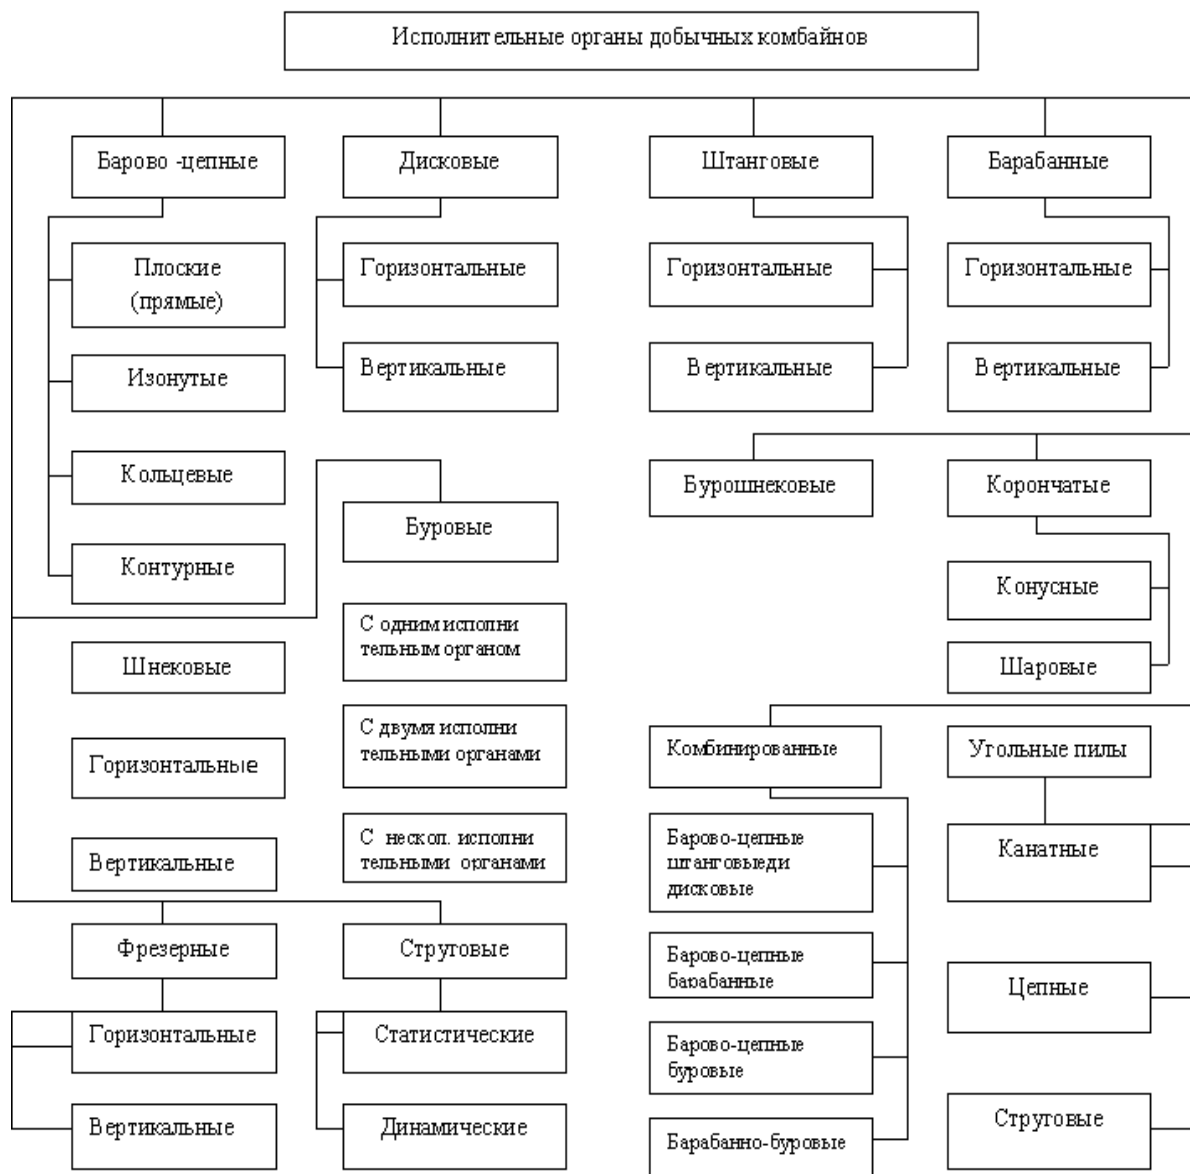 Исполнительные органы добычных комбайнов
Барово -цепные
Дисковые
Штанговые
Барабанные
Плоские
(прямые)
Горизонтальные
Горизонтальные
Горизонтальные
Изонутые
Вертикальные
Вертикальные
Вертикальные
Кольцевые
Буровые
Бурошнековые
Корончатые
Контурные
Конусные
С одним исполни
тельным органом
Шнековые
Шаровые
С двумя исполни
тельными органами
Комбинированные
Угольные пилы
Горизонтальные
С нескол. исполни
тельными органами
Барово-цепные
штанговыеди
дисковые
Канатные
Вертикальные
Фрезерные
Струговые
Барово-цепные
барабанные
Цепные
Горизонтальные
Статистические
Барово-цепные
буровые
Вертикальные
Динамические
Барабанно-буровые
Струговые